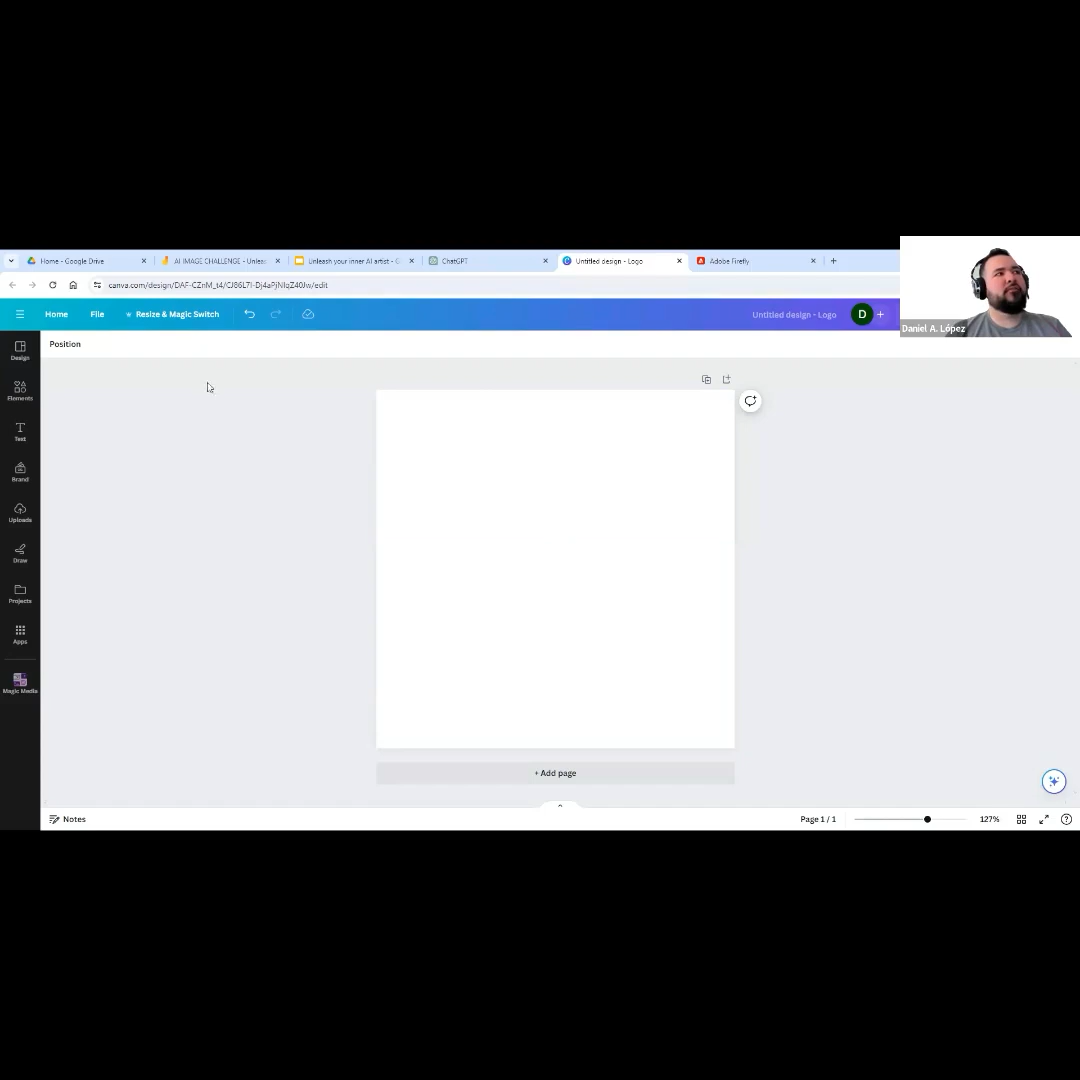 Home - Google Drive
AI IMAGE CHALLENGE - Unlea
Unleash your inner AI artist - G
ChatGPT
Untitled design - Logo
Adobe Firefly
canva.com/design/DAF-CZnM_t4/CJ86L7I-Dj4aPjNlqZ40Jw/edit
Home
File
Resize & Magic Switch
Untitled design - Logo
D
Daniel A. López
Position
Design
Elements
Text
Brand
Uploads
Draw
Projects
Apps
Magic Media
+ Add page
Notes
Page 1 / 1
127%